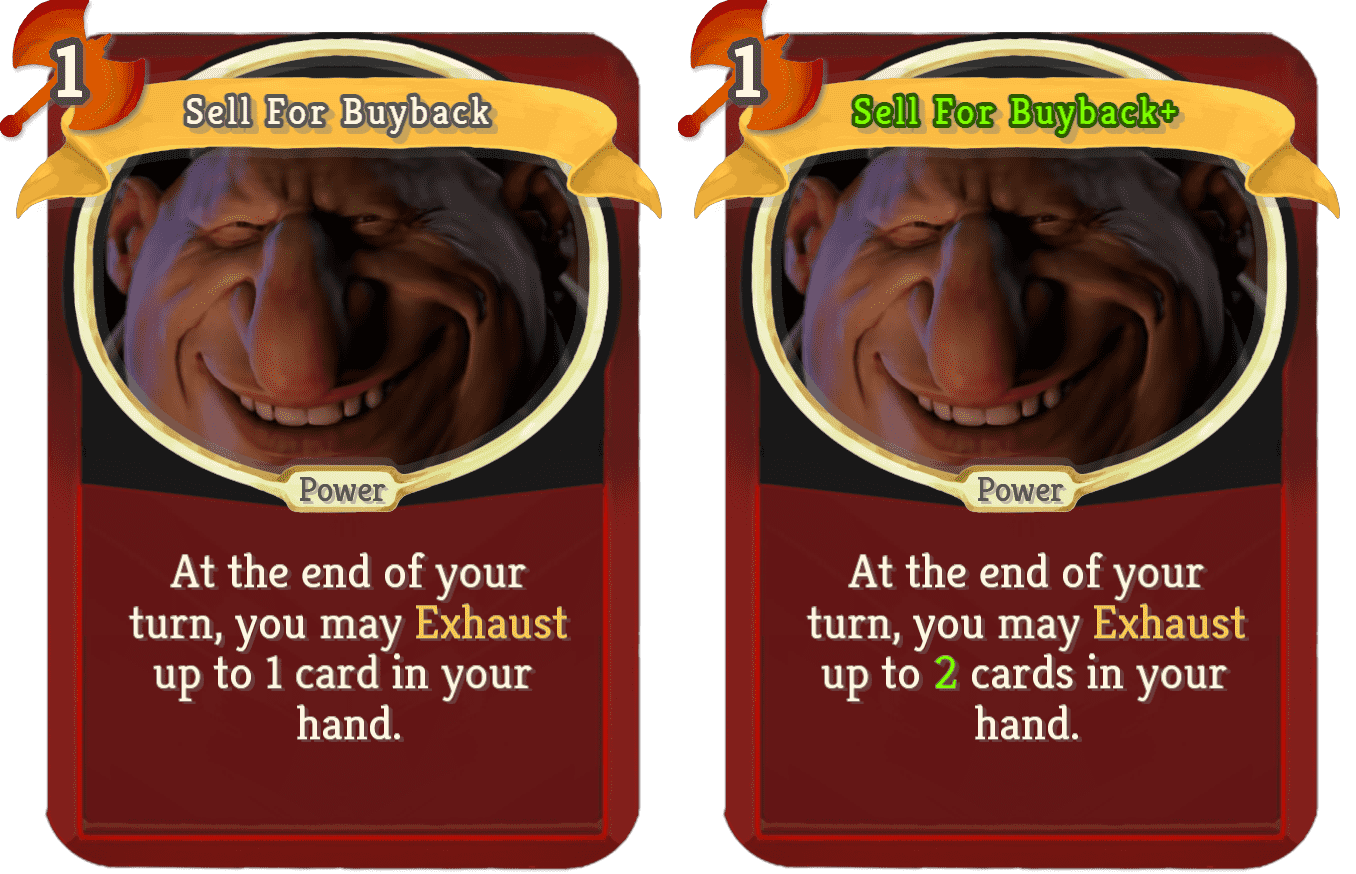 1
Sell For Buyback
Power
At the end of your
turn, you may Exhaust
up to 1 card in your
hand.
1
Sell For Buyback+
Power
At the end of your
turn, you may Exhaust
up to 2 cards in your
hand.